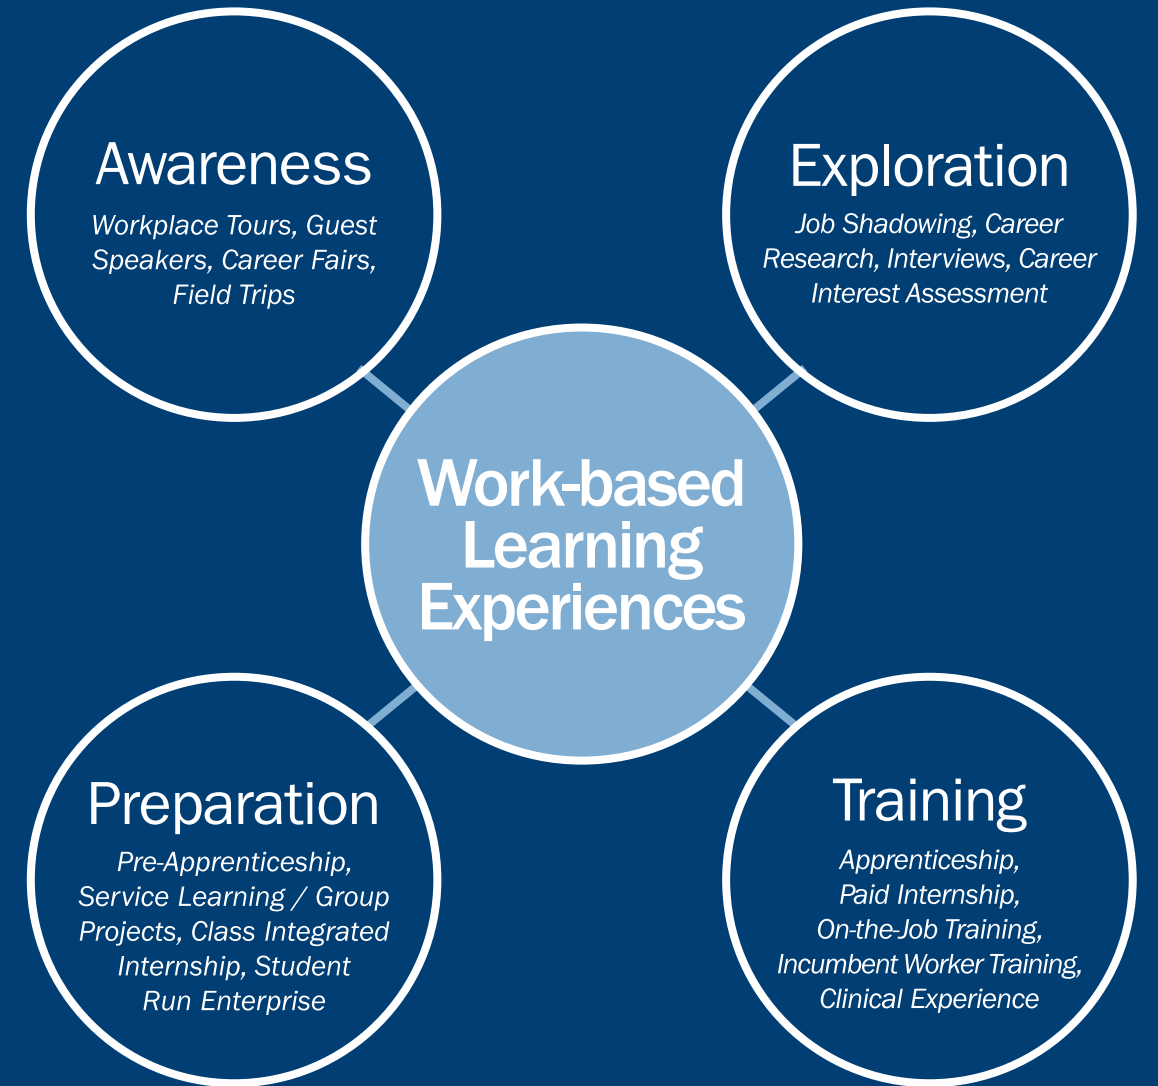 Awareness
Workplace Tours, Guest
Speakers, Career Fairs,
Field Trips
Exploration
Job Shadowing, Career
Research, Interviews, Career
Interest Assessment
Work-based
Learning
Experiences
Preparation
Pre-Apprenticeship,
Service Learning / Group
Projects, Class Integrated
Internship, Student
Run Enterprise
Training
Apprenticeship,
Paid Internship,
On-the-Job Training,
Incumbent Worker Training,
Clinical Experience